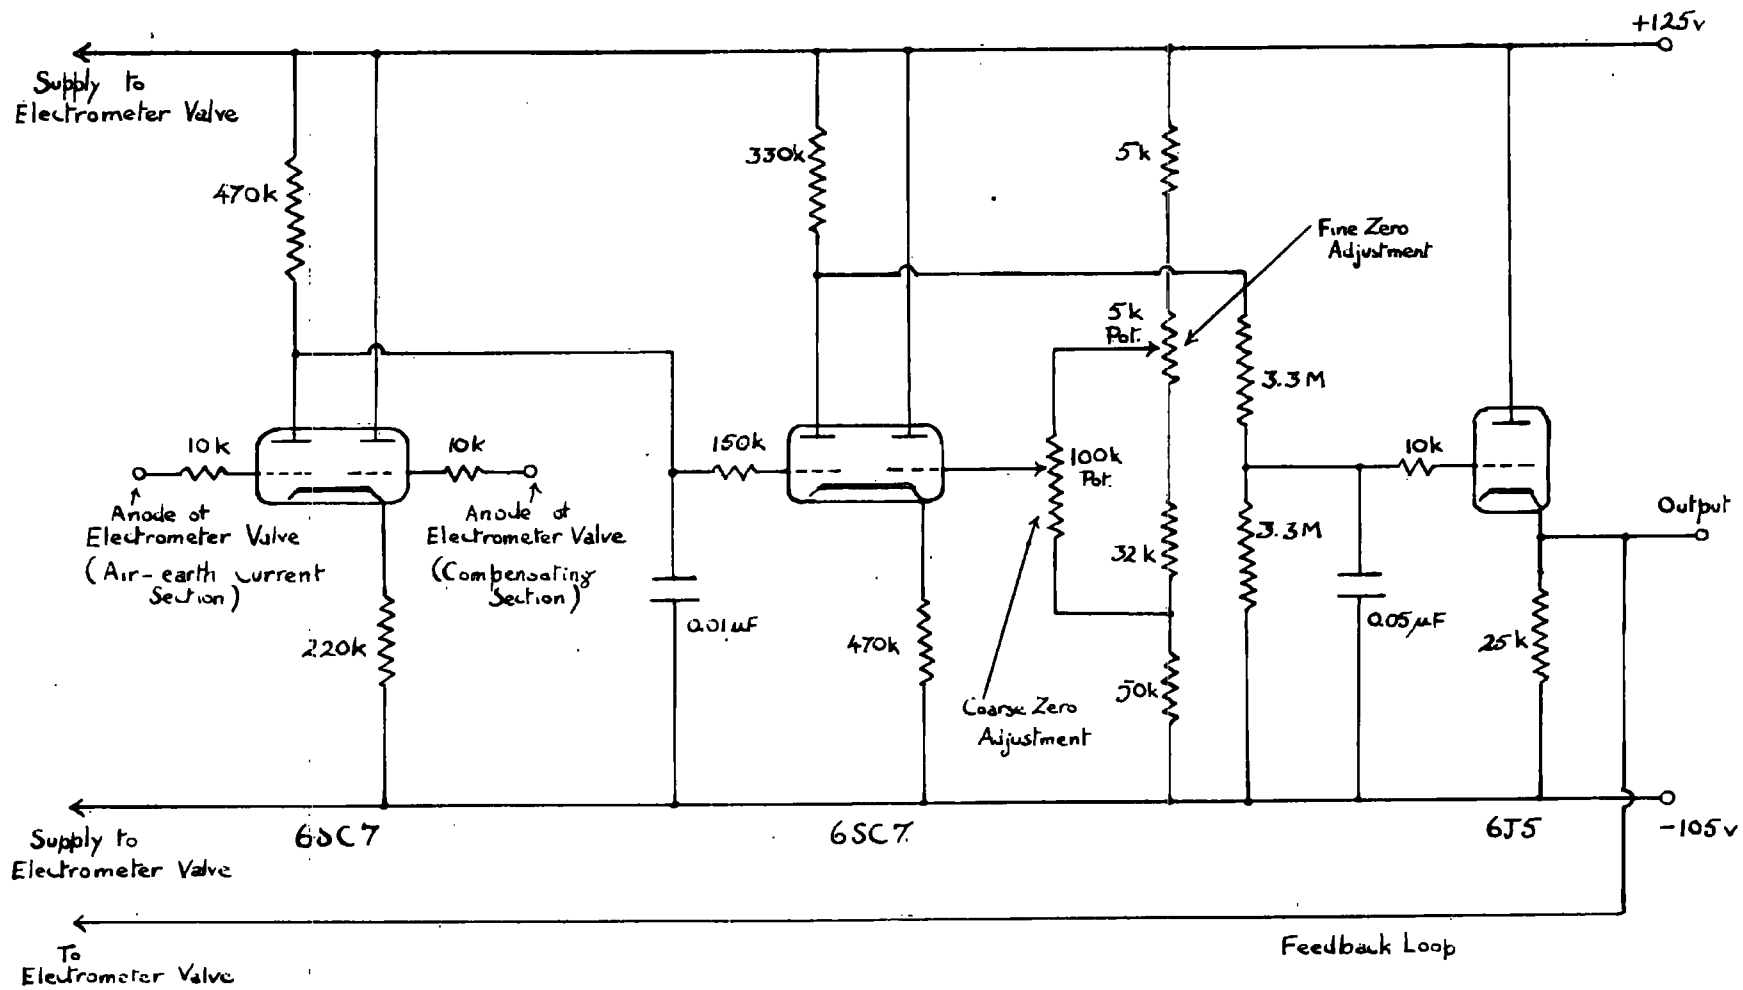 +125v
Supply to
Electrometer Valve
470k
330k
5k
Fine Zero
Adjustment
5k
Pot.
3.3M
10k
10k
150k
100k
Pot.
10k
Anode of
Electrometer Valve
(Air-earth current
Section)
Anode of
Electrometer Valve
(Compensating
Section)
Output
32k
3.3M
0.01µF
0.05µF
220k
470k
25k
50k
Coarse Zero
Adjustment
Supply to
Electrometer Valve
6SC7
6SC7
6J5
-105v
To
Electrometer Valve
Feedback Loop